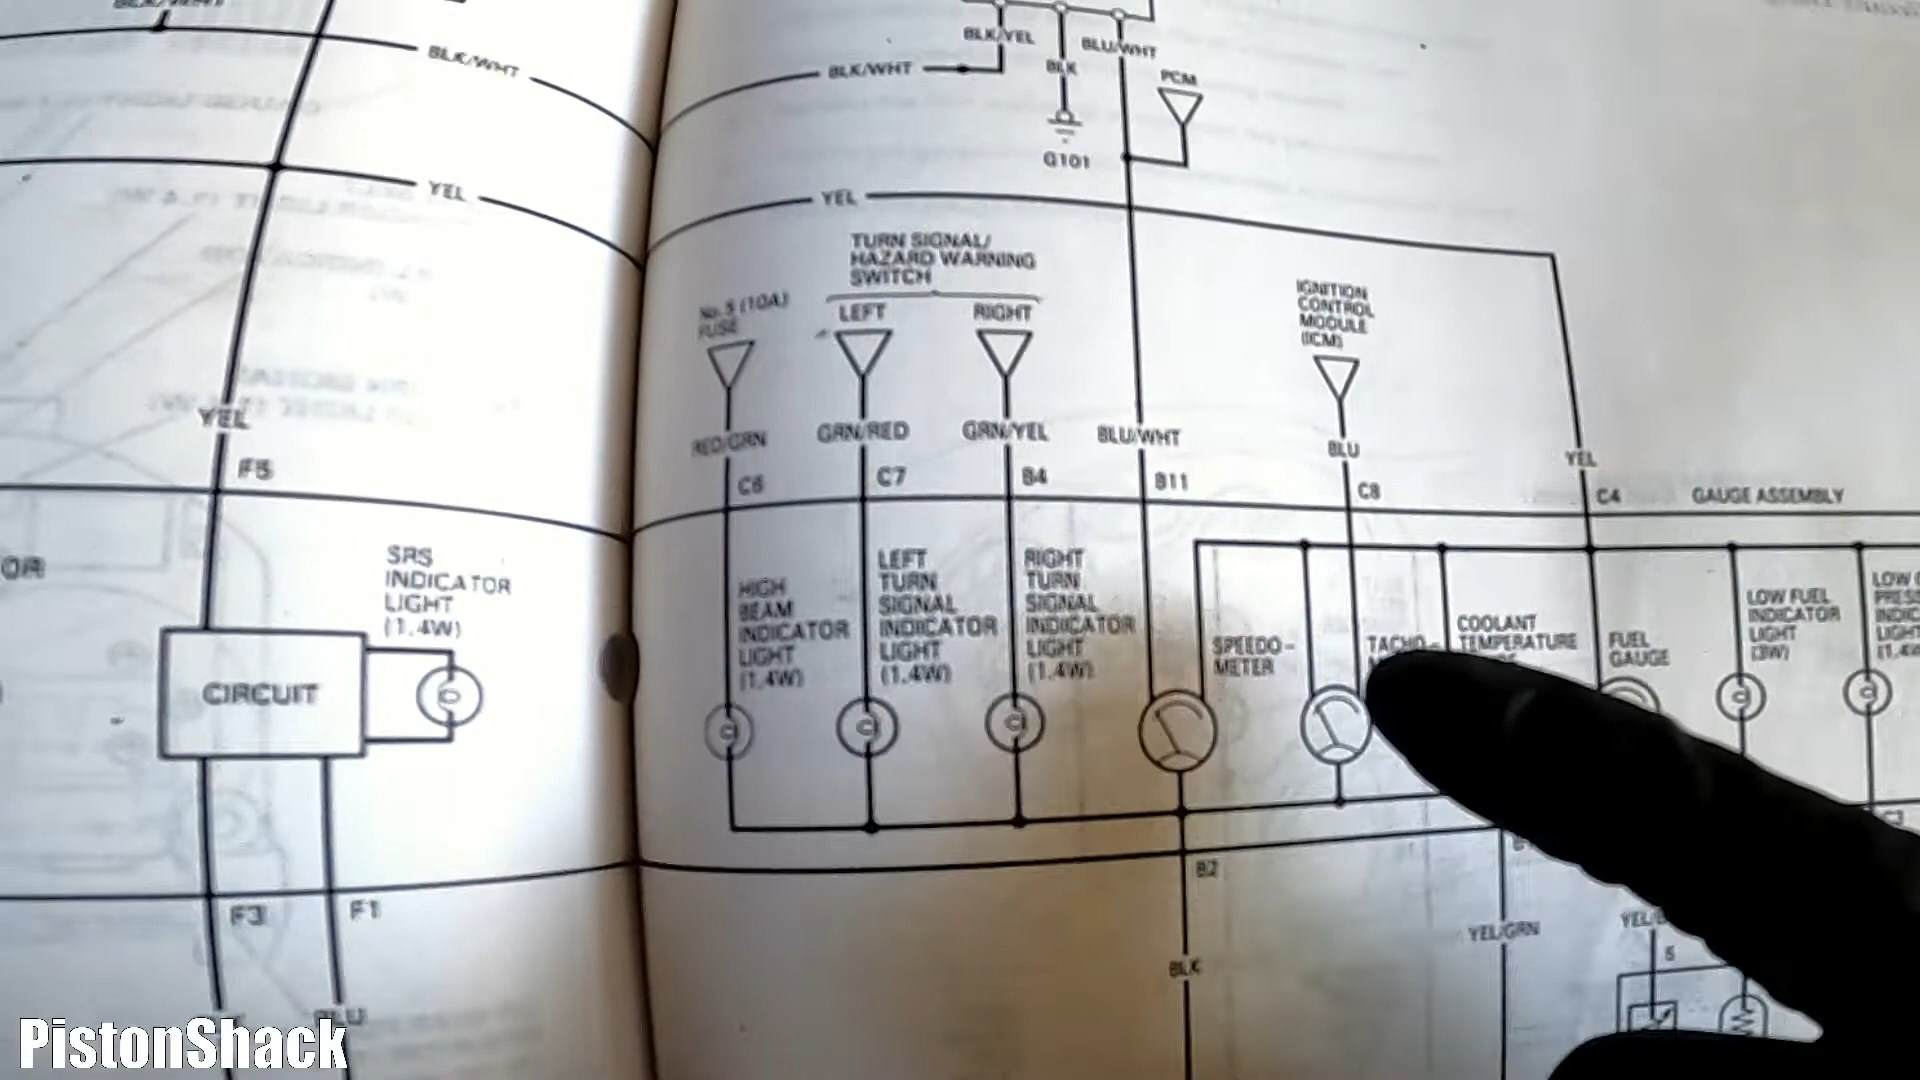 BLK/WHT
YEL
YEL
F5
SRS
INDICATOR
LIGHT
(1.4W)
CIRCUIT
F3
F1
BLK/YEL
BLK
BLU/WHT
BLK/WHT
PCM
G101
YEL
TURN SIGNAL/
HAZARD WARNING
SWITCH
No. 5 (10A)
FUSE
LEFT
RIGHT
IGNITION
CONTROL
MODULE
(ICM)
RED/GRN
GRN/RED
GRN/YEL
BLU/WHT
BLU
YEL
C6
C7
B4
B11
C8
C4
GAUGE ASSEMBLY
HIGH
BEAM
INDICATOR
LIGHT
(1.4W)
LEFT
TURN
SIGNAL
INDICATOR
LIGHT
(1.4W)
RIGHT
TURN
SIGNAL
INDICATOR
LIGHT
(1.4W)
SPEEDO-
METER
TACHO-
COOLANT
TEMPERATURE
FUEL
GAUGE
LOW FUEL
INDICATOR
LIGHT
(3W)
LOW
LIGHT
B2
C3
BLK
YEL/GRN
5
PistonShack